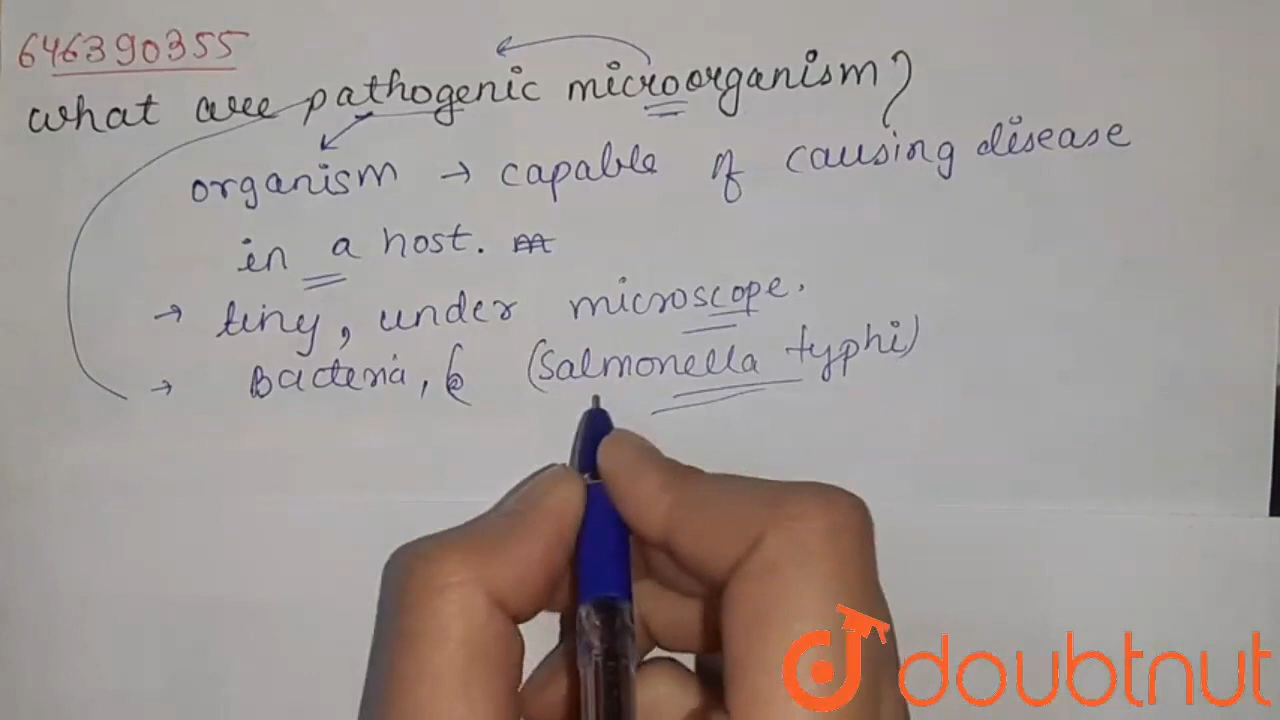 646390355
what are pathogenic microorganism?
organism → capable of causing disease
in a host.
→ tiny, under microscope.
→ Bacteria, (Salmonella typhi)
doubtnut